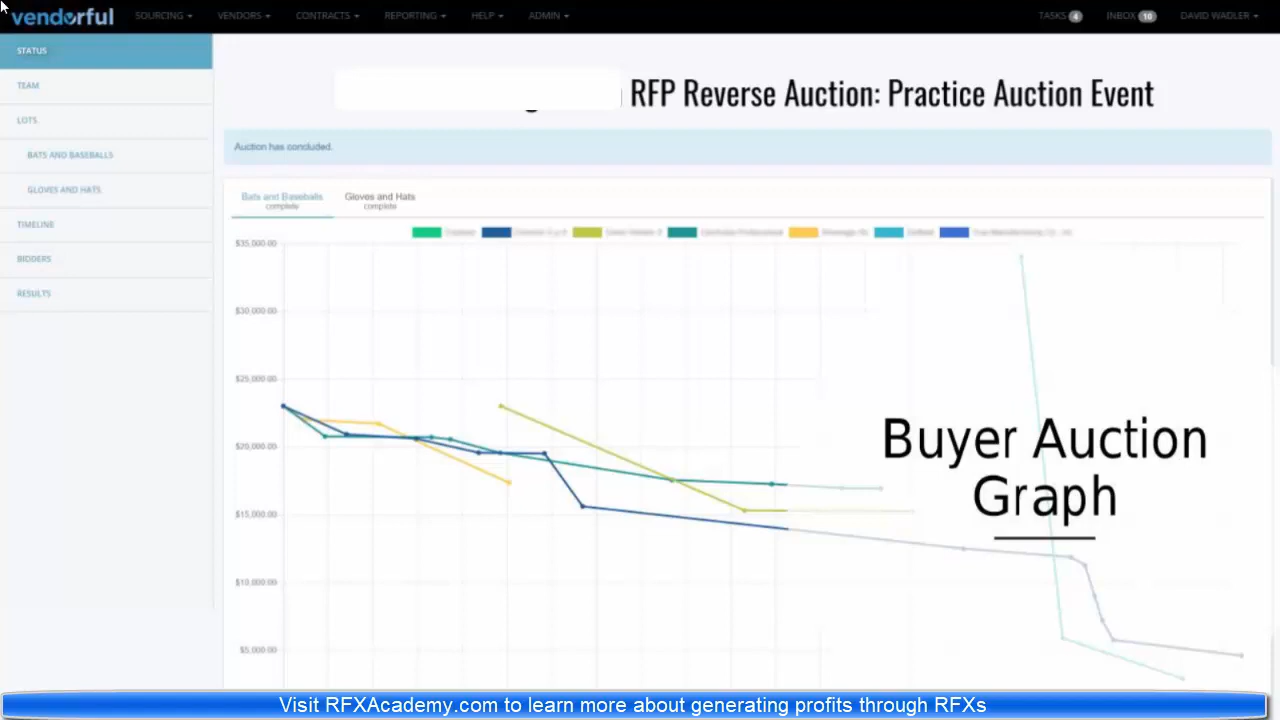 vendorful SOURCING VENDORS CONTRACTS REPORTING HELP ADMIN TASKS 4 INBOX 10 DAVID WADLER
STATUS
TEAM
LOTS
BATS AND BASEBALLS
GLOVES AND HATS
TIMELINE
BIDDERS
RESULTS
RFP Reverse Auction: Practice Auction Event
Auction has concluded.
Bats and Baseballs Gloves and Hats
complete complete
$35,000.00
$30,000.00
$25,000.00
$20,000.00
$15,000.00
$10,000.00
$5,000.00
Buyer Auction
Graph
Visit RFXAcademy.com to learn more about generating profits through RFXs